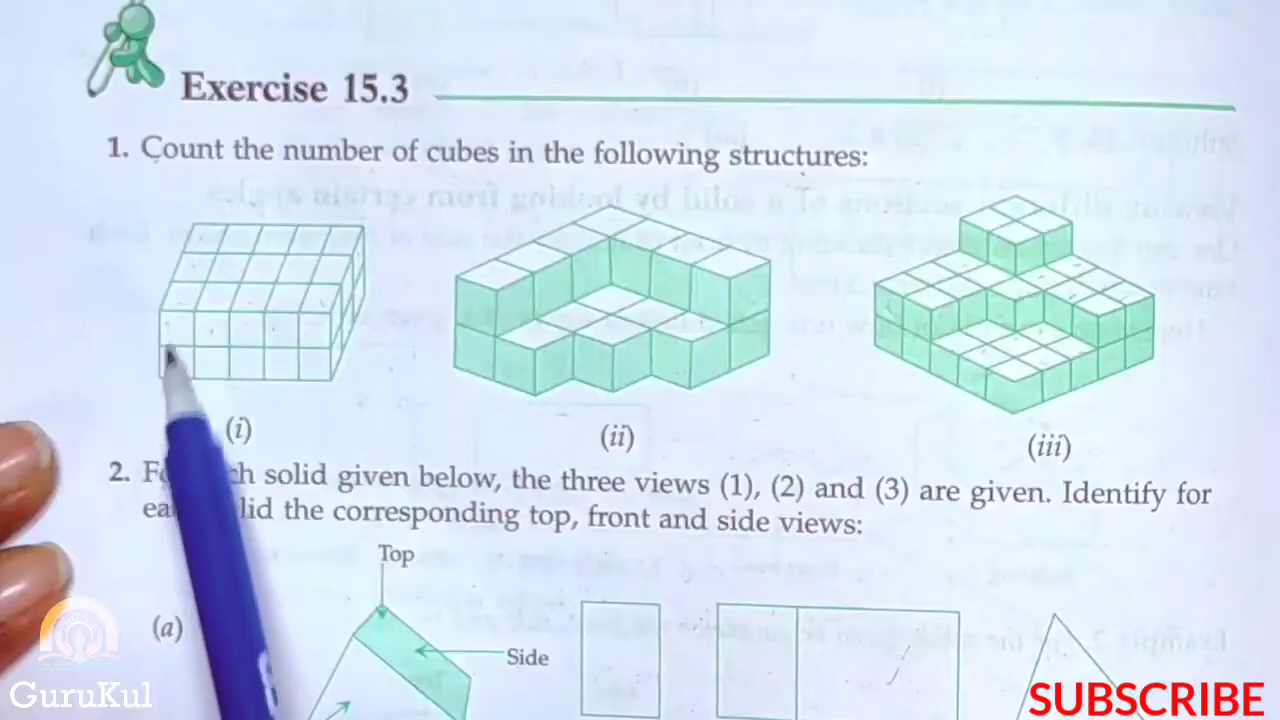 Exercise 15.3
1. Count the number of cubes in the following structures:
(i)
(ii)
(iii)
2. F ch solid given below, the three views (1), (2) and (3) are given. Identify for
ea lid the corresponding top, front and side views:
Top
(a)
Side
GuruKul
SUBSCRIBE